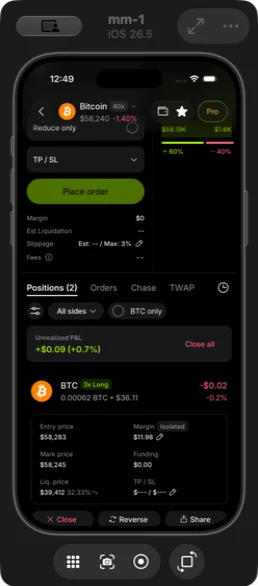 mm-1
iOS 26.5
12:49
Bitcoin 40x
$58,240 -1.40%
Pro
Reduce only
$58.19K $1.6K
+ 60% − 40%
TP / SL
Place order
Margin $0
Est Liquidation --
Slippage Est: -- / Max: 3%
Fees --
Positions (2) Orders Chase TWAP
All sides BTC only
Unrealized P&L
+$0.09 (+0.7%)
Close all
BTC 3x Long -$0.02
0.00062 BTC • $36.11 -0.2%
Entry price Margin Isolated
$58,283 $11.98
Mark price Funding
$58,245 $0.00
Liq. price TP / SL
$39,412 32.33% $--- / $---
Close Reverse Share